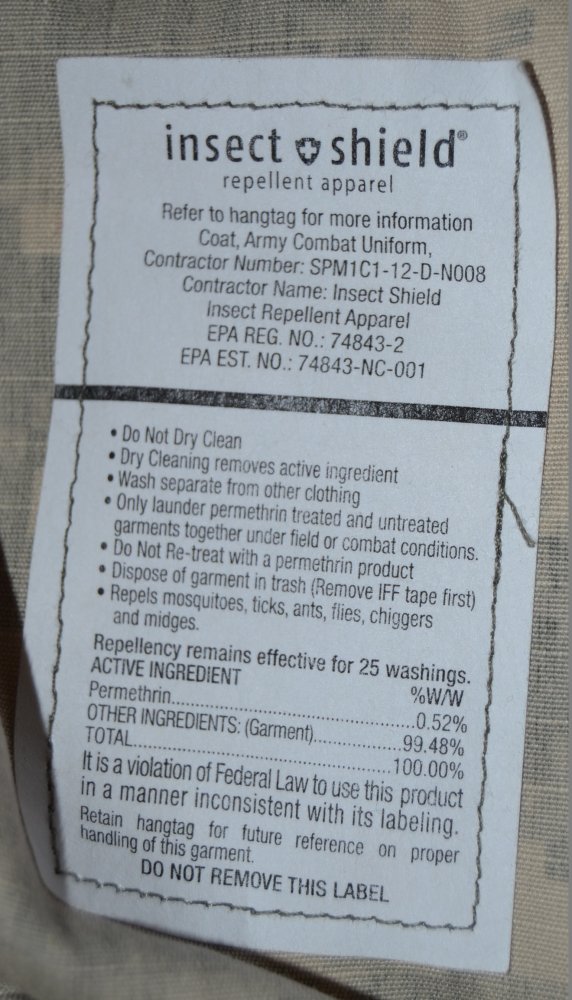 insect shield®
repellent apparel
Refer to hangtag for more information
Coat, Army Combat Uniform,
Contractor Number: SPM1C1-12-D-N008
Contractor Name: Insect Shield
Insect Repellent Apparel
EPA REG. NO.: 74843-2
EPA EST. NO.: 74843-NC-001
• Do Not Dry Clean
• Dry Cleaning removes active ingredient
• Wash separate from other clothing
• Only launder permethrin treated and untreated
garments together under field or combat conditions.
• Do Not Re-treat with a permethrin product
• Dispose of garment in trash (Remove IFF tape first)
• Repels mosquitoes, ticks, ants, flies, chiggers
and midges.
Repellency remains effective for 25 washings.
ACTIVE INGREDIENT %W/W
Permethrin..................................0.52%
OTHER INGREDIENTS: (Garment)..............99.48%
TOTAL..........................................100.00%
It is a violation of Federal Law to use this product
in a manner inconsistent with its labeling.
Retain hangtag for future reference on proper
handling of this garment.
DO NOT REMOVE THIS LABEL